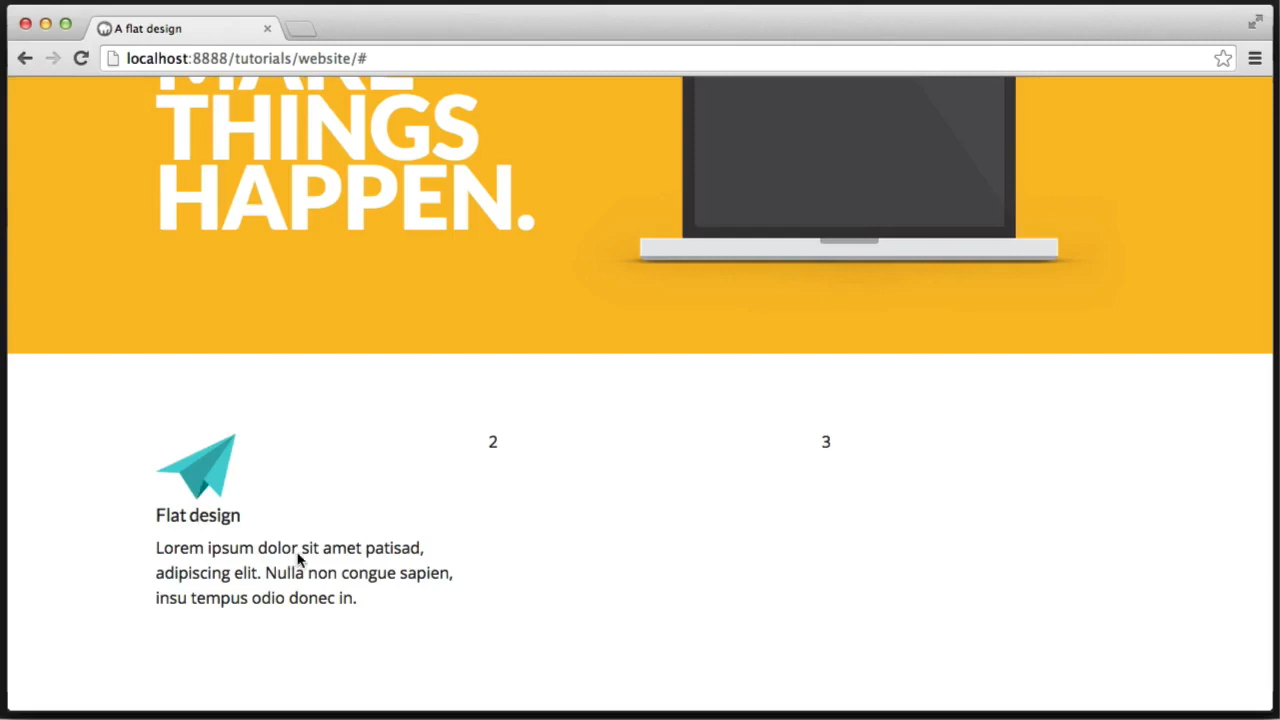 A flat design
localhost:8888/tutorials/website/#
MAKE
THINGS
HAPPEN.
2
3
Flat design
Lorem ipsum dolor sit amet patisad,
adipiscing elit. Nulla non congue sapien,
insu tempus odio donec in.